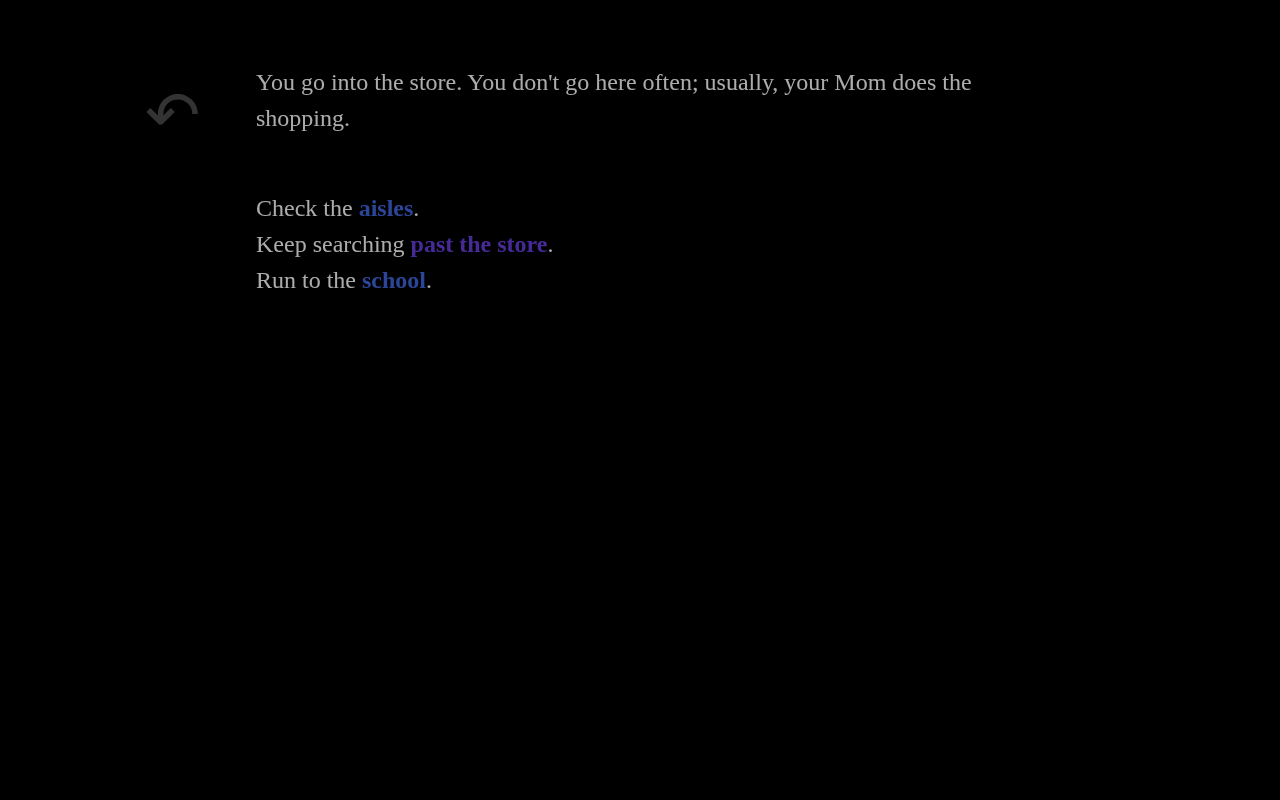 You go into the store. You don't go here often; usually, your Mom does the
shopping.
Check the aisles.
Keep searching past the store.
Run to the school.